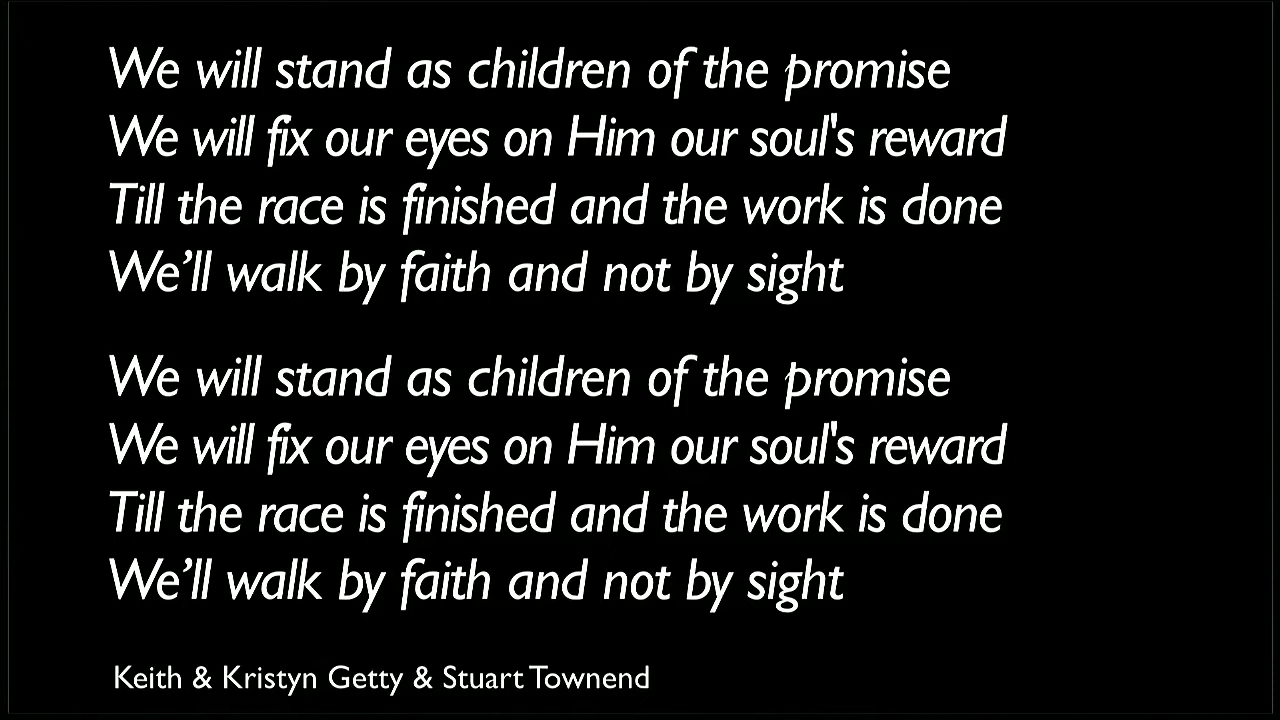 We will stand as children of the promise
We will fix our eyes on Him our soul's reward
Till the race is finished and the work is done
We’ll walk by faith and not by sight
We will stand as children of the promise
We will fix our eyes on Him our soul's reward
Till the race is finished and the work is done
We’ll walk by faith and not by sight
Keith & Kristyn Getty & Stuart Townend